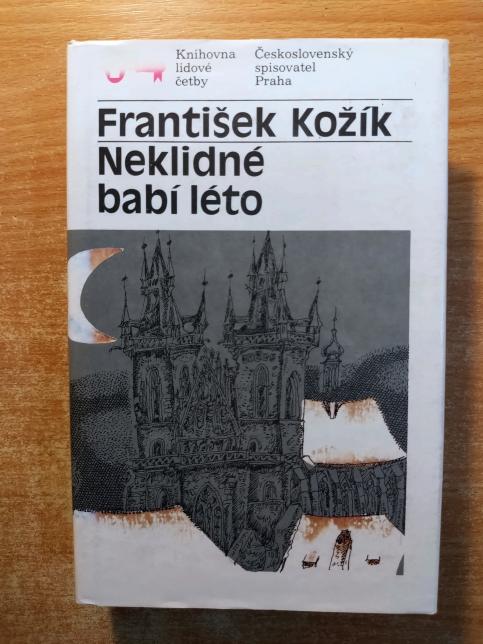 Knihovna
lidové
četby
Československý
spisovatel
Praha
František Kožík
Neklidné
babí léto